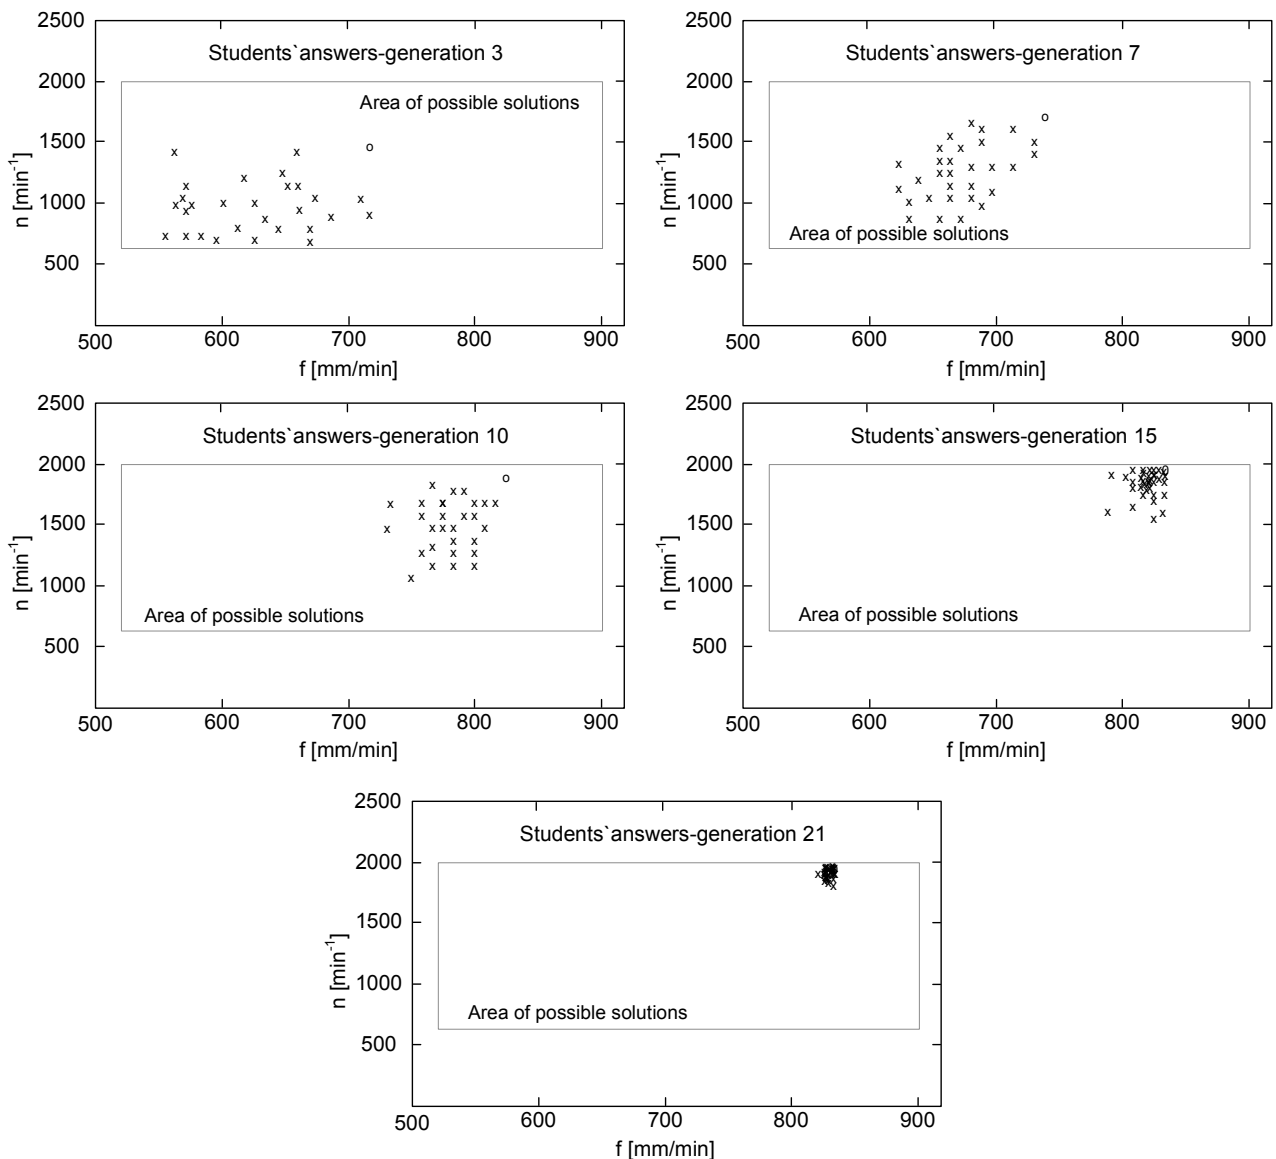 2500
Students`answers-generation 3
2000
Area of possible solutions
1500
1000
500
n [min-1]
500
600
700
800
900
f [mm/min]
2500
Students`answers-generation 7
2000
1500
1000
Area of possible solutions
500
n [min-1]
500
600
700
800
900
f [mm/min]
2500
Students`answers-generation 10
2000
1500
1000
Area of possible solutions
500
n [min-1]
500
600
700
800
900
f [mm/min]
2500
Students`answers-generation 15
2000
1500
1000
Area of possible solutions
500
n [min-1]
500
600
700
800
900
f [mm/min]
2500
Students`answers-generation 21
2000
1500
1000
Area of possible solutions
500
n [min-1]
500
600
700
800
900
f [mm/min]